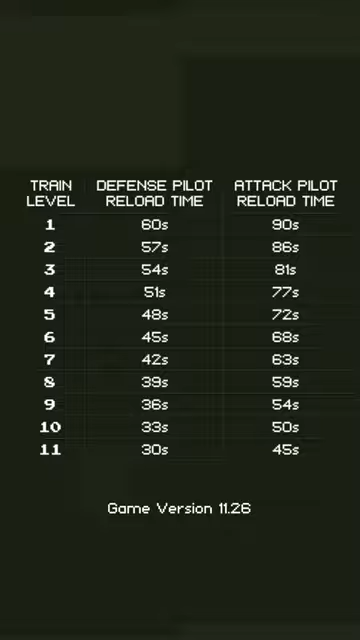 TRAIN LEVEL DEFENSE PILOT RELOAD TIME ATTACK PILOT RELOAD TIME
1 60s 90s
2 57s 86s
3 54s 81s
4 51s 77s
5 48s 72s
6 45s 68s
7 42s 63s
8 39s 59s
9 36s 54s
10 33s 50s
11 30s 45s
Game Version 11.26